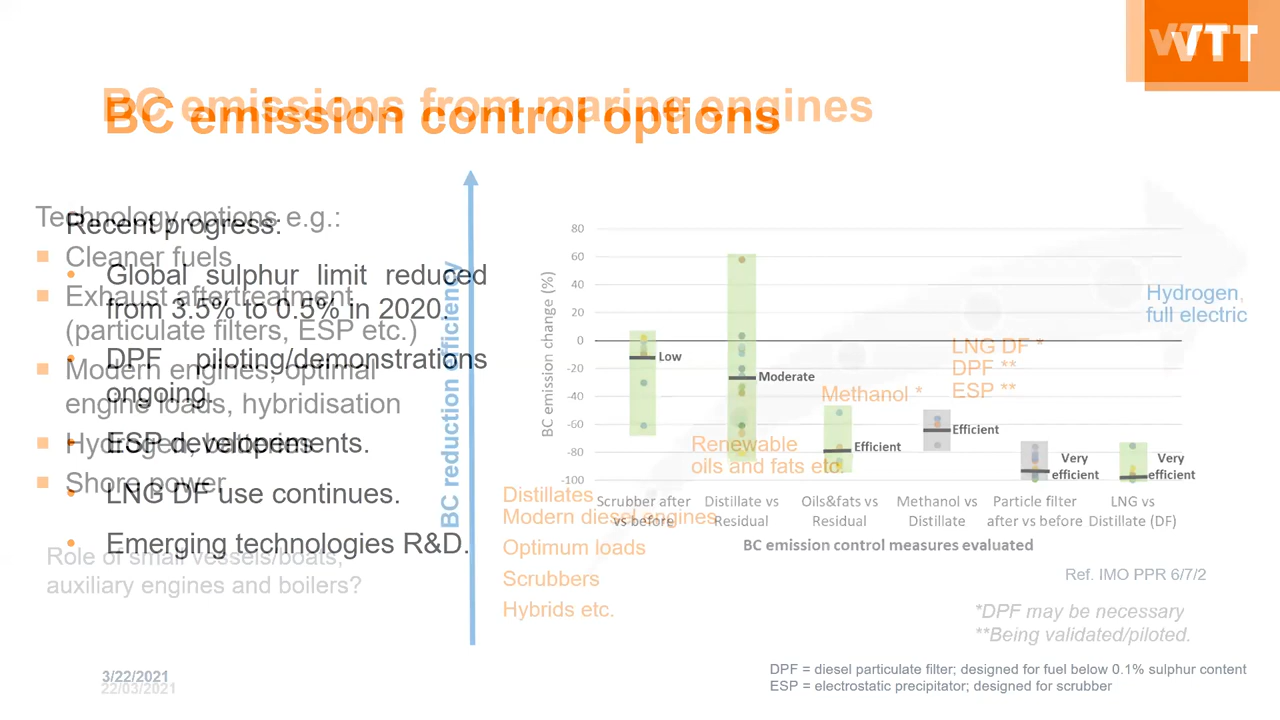 VTT
BC emissions from marine engines
BC emission control options
Technology options e.g.:
Cleaner fuels
Exhaust aftertreatment
(particulate filters, ESP etc.)
Modern engines, optimal
engine loads, hybridisation
Hydrogen, batteries
Shore power
Role of small vessels/boats,
auxiliary engines and boilers?
Recent progress:
Global sulphur limit reduced
from 3.5% to 0.5% in 2020.
DPF piloting/demonstrations
ongoing.
ESP developments.
LNG DF use continues.
Emerging technologies R&D.
BC reduction efficiency
Hydrogen,
full electric
LNG DF *
DPF **
ESP **
Methanol *
Renewable
oils and fats etc.
Distillates
Modern diesel engines
Optimum loads
Scrubbers
Hybrids etc.
BC emission change (%)
80
60
40
20
0
-20
-40
-60
-80
-100
Low
Moderate
Efficient
Efficient
Very
efficient
Very
efficient
Scrubber after
vs before
Distillate vs
Residual
Oils&fats vs
Residual
Methanol vs
Distillate
Particle filter
after vs before
LNG vs
Distillate (DF)
BC emission control measures evaluated
Ref. IMO PPR 6/7/2
*DPF may be necessary
**Being validated/piloted.
3/22/2021
22/03/2021
DPF = diesel particulate filter; designed for fuel below 0.1% sulphur content
ESP = electrostatic precipitator; designed for scrubber